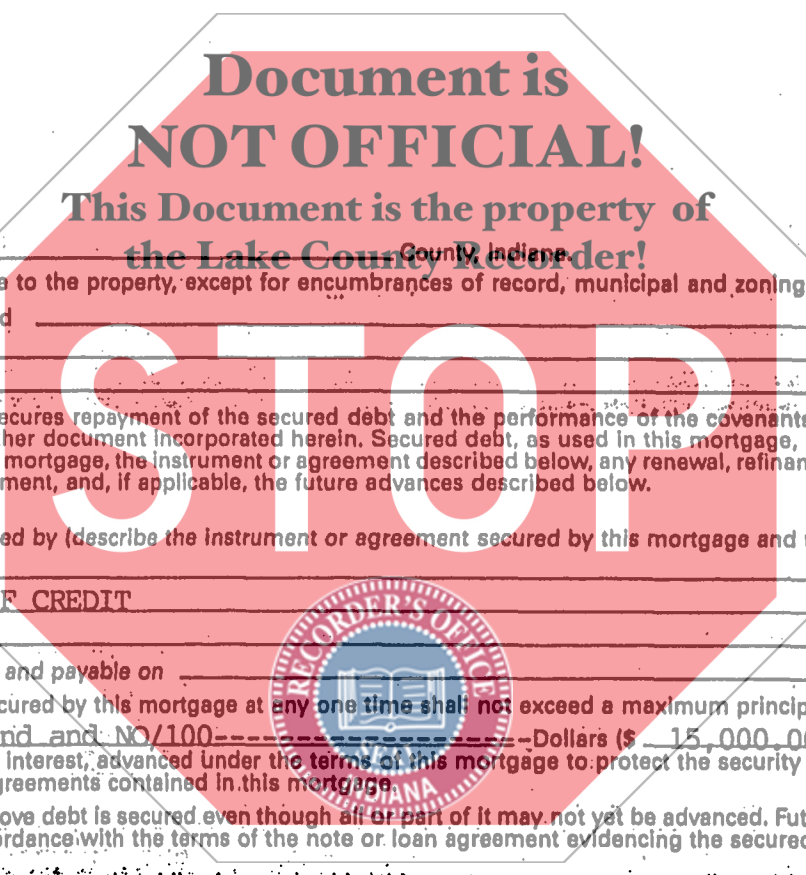 Document is
NOT OFFICIAL!
This Document is the property of
the Lake County Recorder!
County, Indiana.
to the property, except for encumbrances of record, municipal and zoning
STOP
ecures repayment of the secured debt and the performance of the covenants
her document incorporated herein. Secured debt, as used in this mortgage,
mortgage, the instrument or agreement described below, any renewal, refinan
ment, and, if applicable, the future advances described below.
ed by (describe the instrument or agreement secured by this mortgage and
F CREDIT
RECORDER'S OFFICE
SEAL
INDIANA
and payable on
cured by this mortgage at any one time shall not exceed a maximum princip
nd and NO/100--------------------Dollars ($ 15,000.00
interest, advanced under the terms of this mortgage to protect the security
greements contained in this mortgage.
ove debt is secured even though all or part of it may not yet be advanced. Fut
ordance with the terms of the note or loan agreement evidencing the secured